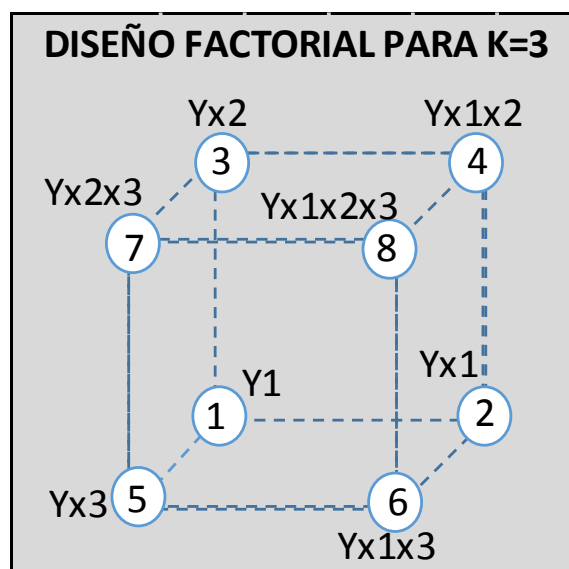 DISEÑO FACTORIAL PARA K=3
Yx2
Yx1x2
3
4
Yx2x3
Yx1x2x3
7
8
Yx1
Y1
1
2
Yx3
5
6
Yx1x3